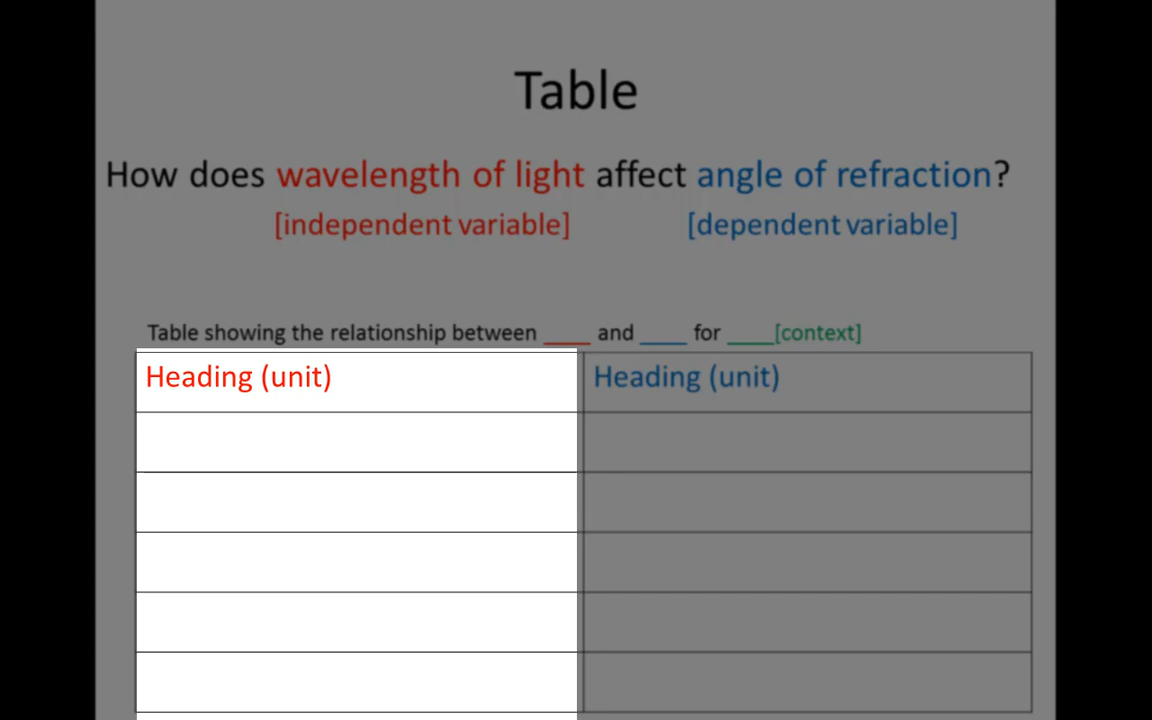 Table
How does wavelength of light affect angle of refraction?
[independent variable] [dependent variable]
Table showing the relationship between ____ and ____ for ____[context]
Heading (unit) Heading (unit)